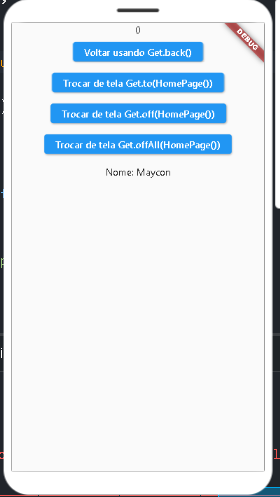 0
DEBUG
Voltar usando Get.back()
Trocar de tela Get.to(HomePage())
Trocar de tela Get.off(HomePage())
Trocar de tela Get.offAll(HomePage())
Nome: Maycon